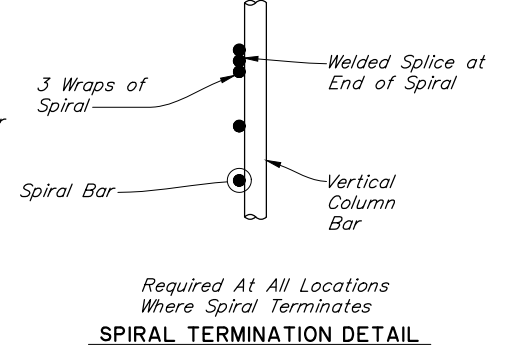 Welded Splice at
End of Spiral
3 Wraps of
Spiral
Spiral Bar
Vertical
Column
Bar
Required At All Locations
Where Spiral Terminates
SPIRAL TERMINATION DETAIL